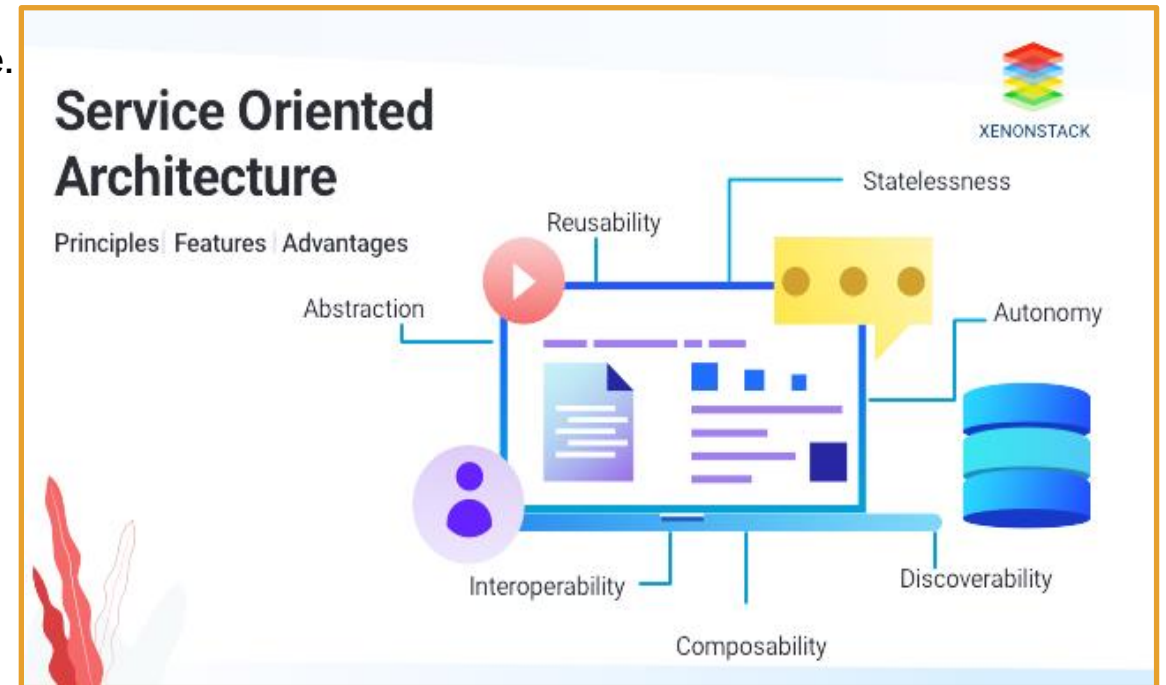 e.
Service Oriented
Architecture
Principles Features Advantages
XENONSTACK
Statelessness
Reusability
Abstraction
Autonomy
Interoperability
Discoverability
Composability